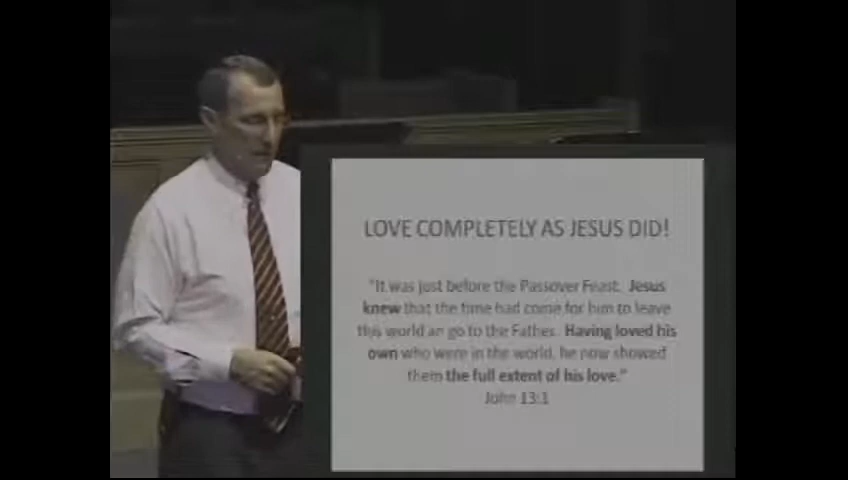 LOVE COMPLETELY AS JESUS DID!
"It was just before the Passover Feast. Jesus
knew that the time had come for him to leave
this world an go to the Father. Having loved his
own who were in the world, he now showed
them the full extent of his love."
John 13:1